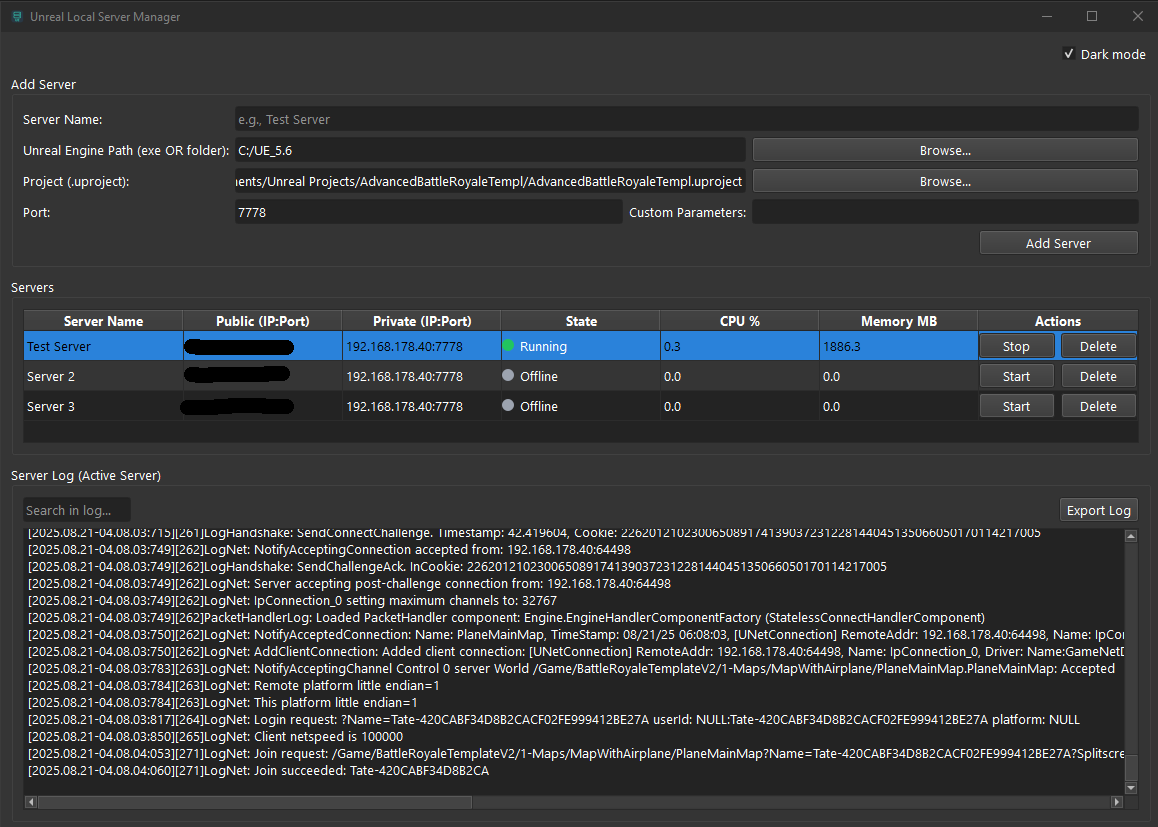 Unreal Local Server Manager
Dark mode
Add Server
Server Name: e.g., Test Server
Unreal Engine Path (exe OR folder): C:/UE_5.6 Browse...
Project (.uproject): ents/Unreal Projects/AdvancedBattleRoyaleTempl/AdvancedBattleRoyaleTempl.uproject Browse...
Port: 7778 Custom Parameters:
Add Server
Servers
Server Name Public (IP:Port) Private (IP:Port) State CPU % Memory MB Actions
Test Server 192.168.178.40:7778 Running 0.3 1886.3 Stop Delete
Server 2 192.168.178.40:7778 Offline 0.0 0.0 Start Delete
Server 3 192.168.178.40:7778 Offline 0.0 0.0 Start Delete
Server Log (Active Server)
Search in log... Export Log
[2025.08.21-04.08.03:715][261]LogHandshake: SendConnectChallenge. Timestamp: 42.419604, Cookie: 226201210230065089174139037231228144045135066050170114217005
[2025.08.21-04.08.03:749][262]LogNet: NotifyAcceptingConnection accepted from: 192.168.178.40:64498
[2025.08.21-04.08.03:749][262]LogHandshake: SendChallengeAck. InCookie: 226201210230065089174139037231228144045135066050170114217005
[2025.08.21-04.08.03:749][262]LogNet: Server accepting post-challenge connection from: 192.168.178.40:64498
[2025.08.21-04.08.03:749][262]LogNet: IpConnection_0 setting maximum channels to: 32767
[2025.08.21-04.08.03:749][262]PacketHandlerLog: Loaded PacketHandler component: Engine.EngineHandlerComponentFactory (StatelessConnectHandlerComponent)
[2025.08.21-04.08.03:750][262]LogNet: NotifyAcceptedConnection: Name: PlaneMainMap, TimeStamp: 08/21/25 06:08:03, [UNetConnection] RemoteAddr: 192.168.178.40:64498, Name: IpCon
[2025.08.21-04.08.03:750][262]LogNet: AddClientConnection: Added client connection: [UNetConnection] RemoteAddr: 192.168.178.40:64498, Name: IpConnection_0, Driver: Name:GameNetD
[2025.08.21-04.08.03:783][263]LogNet: NotifyAcceptingChannel Control 0 server World /Game/BattleRoyaleTemplateV2/1-Maps/MapWithAirplane/PlaneMainMap.PlaneMainMap: Accepted
[2025.08.21-04.08.03:784][263]LogNet: Remote platform little endian=1
[2025.08.21-04.08.03:784][263]LogNet: This platform little endian=1
[2025.08.21-04.08.03:817][264]LogNet: Login request: ?Name=Tate-420CABF34D8B2CACF02FE999412BE27A userId: NULL:Tate-420CABF34D8B2CACF02FE999412BE27A platform: NULL
[2025.08.21-04.08.03:850][265]LogNet: Client netspeed is 100000
[2025.08.21-04.08.04:053][271]LogNet: Join request: /Game/BattleRoyaleTemplateV2/1-Maps/MapWithAirplane/PlaneMainMap?Name=Tate-420CABF34D8B2CACF02FE999412BE27A?Splitscre
[2025.08.21-04.08.04:060][271]LogNet: Join succeeded: Tate-420CABF34D8B2CA